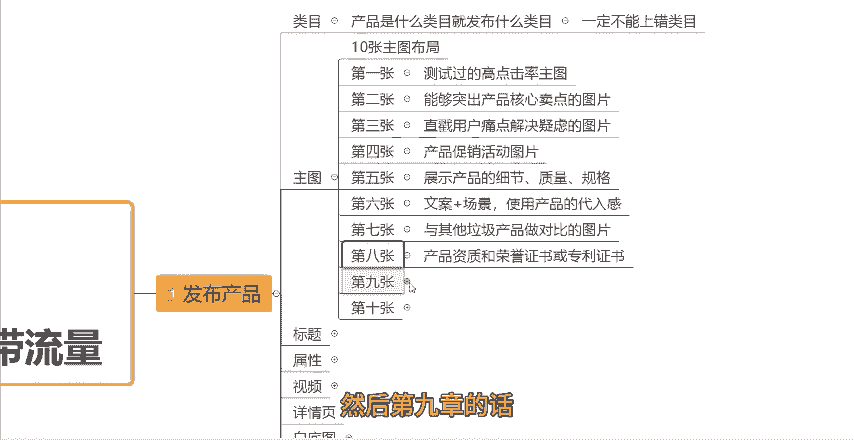 类目 产品是什么类目就发布什么类目 一定不能上错类目
10张主图布局
第一张 测试过的高点击率主图
第二张 能够突出产品核心卖点的图片
第三张 直戳用户痛点解决疑虑的图片
第四张 产品促销活动图片
主图 第五张 展示产品的细节、质量、规格
第六张 文案+场景，使用产品的代入感
第七张 与其他垃圾产品做对比的图片
第八张 产品资质和荣誉证书或专利证书
第九张
1 发布产品
第十张
标题
带流量
属性
视频
详情页
然后第九章的话
白底图